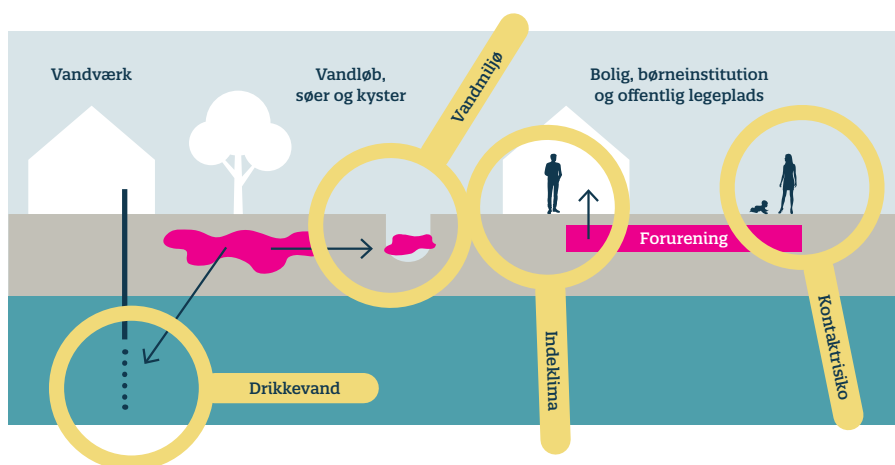 Vandværk
Vandløb,
søer og kyster
Vandmiljø
Bolig, børneinstitution
og offentlig legeplads
Forurening
Drikkevand
Indeklima
Kontaktrisiko